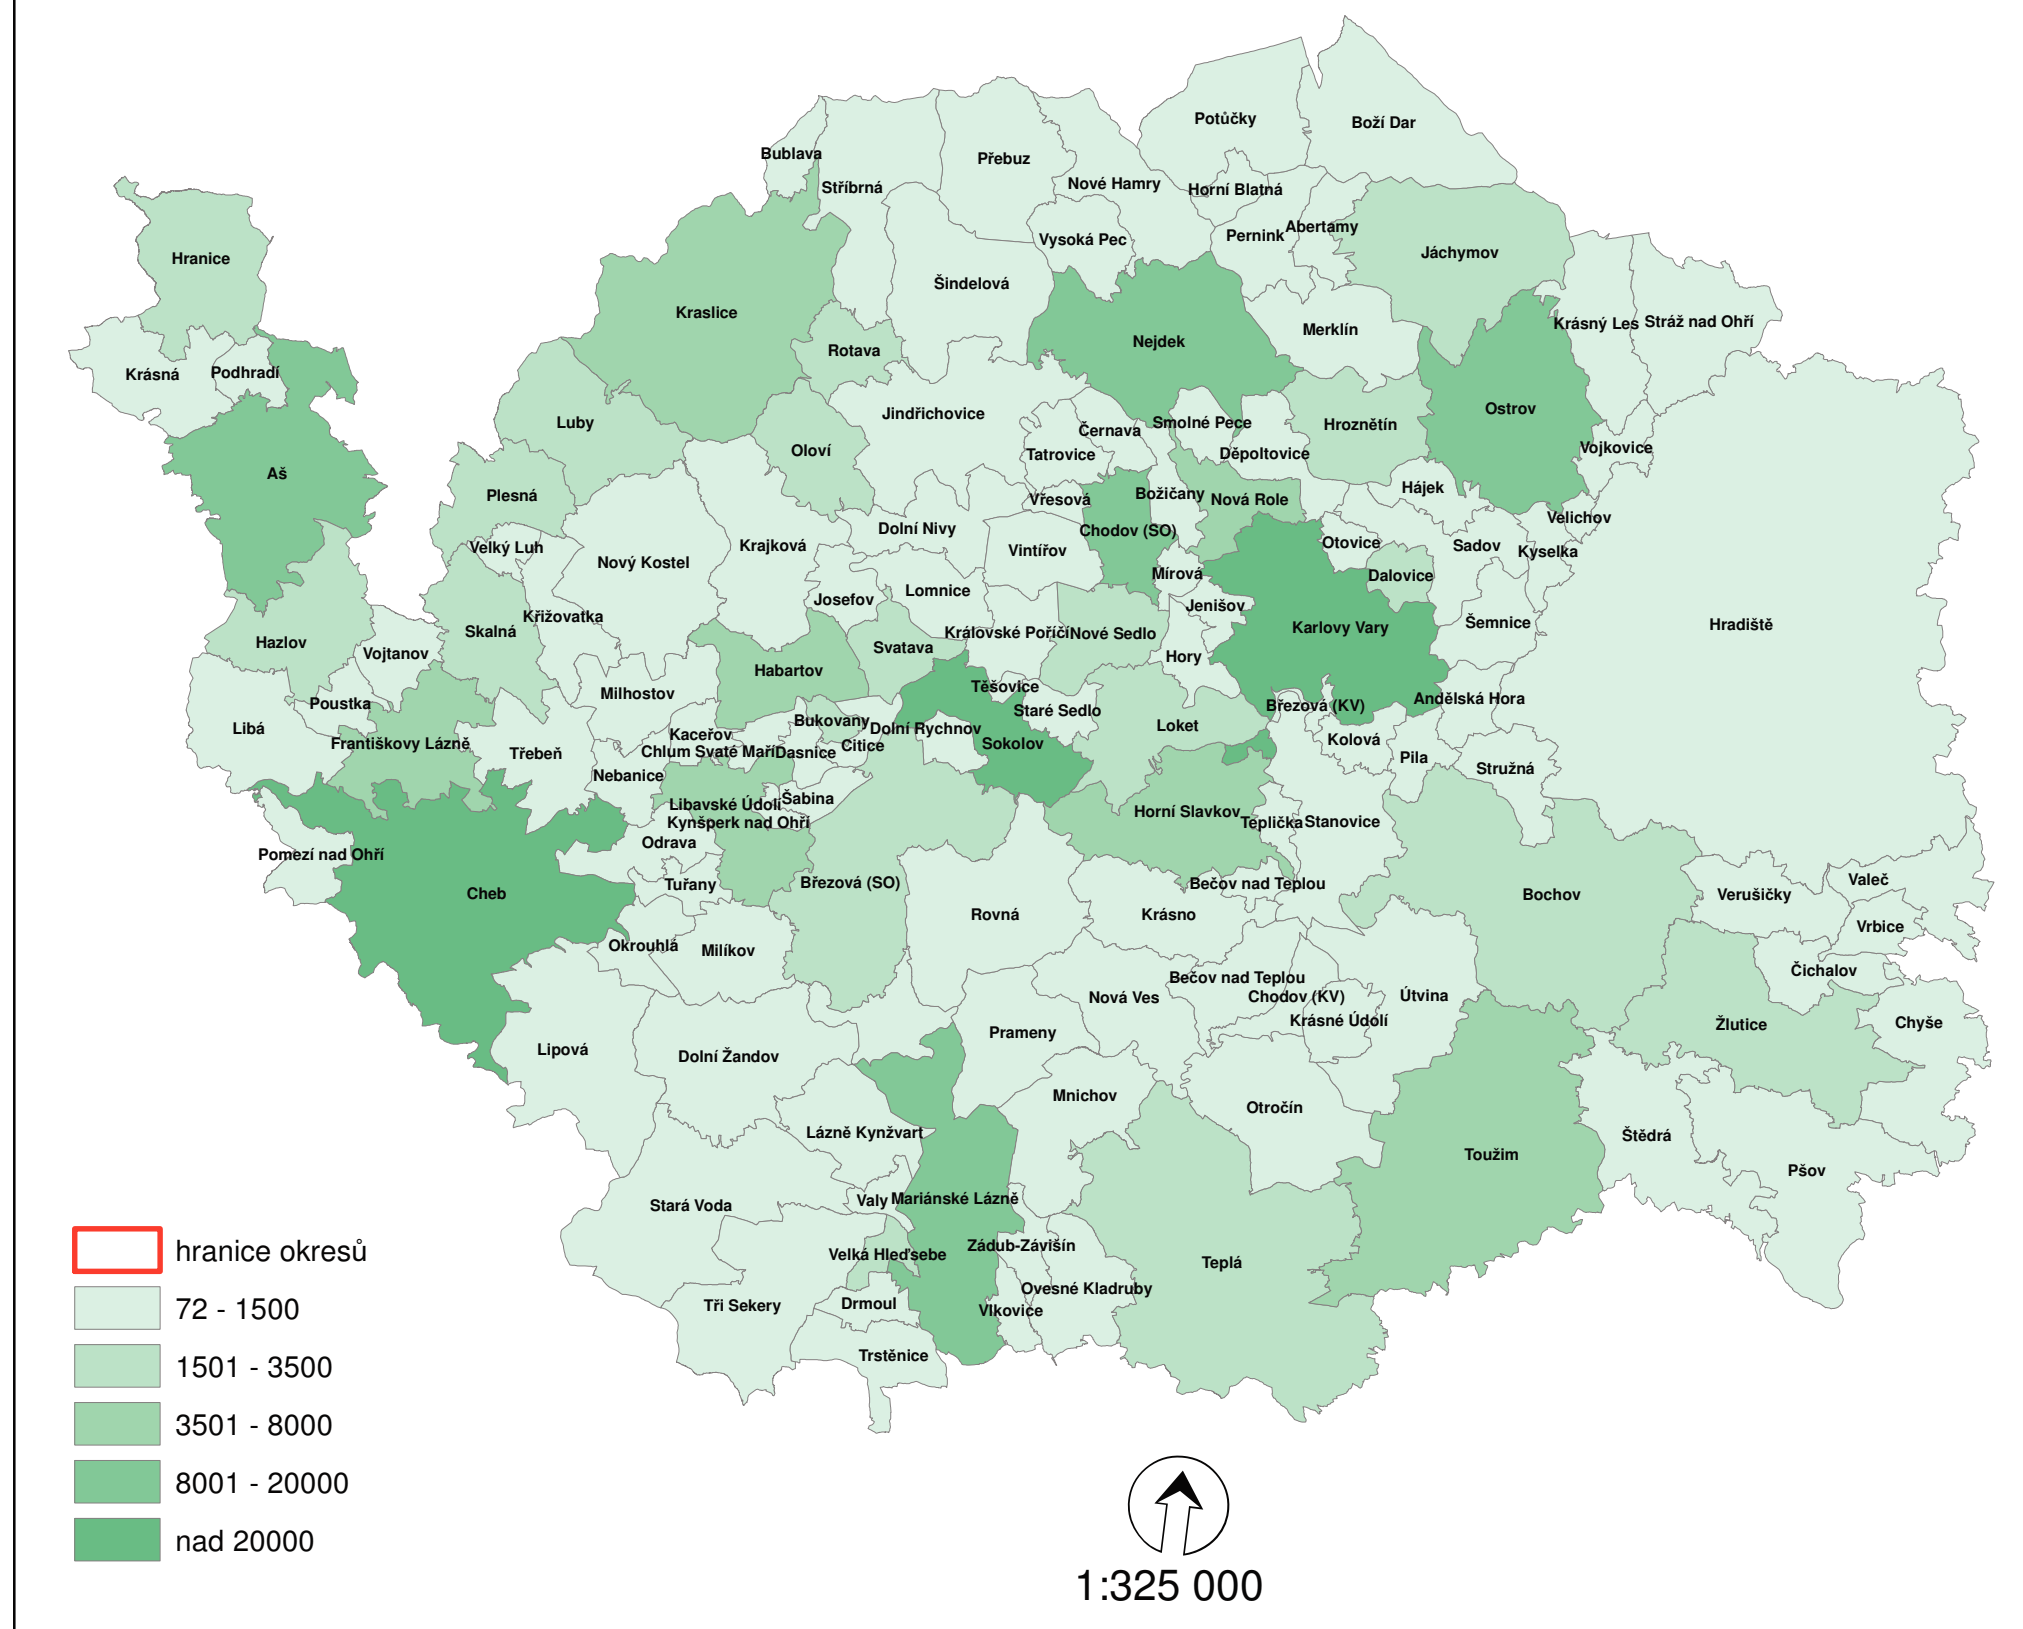 Potůčky
Boží Dar
Bublava
Přebuz
Stříbrná
Nové Hamry
Horní Blatná
Abertamy
Pernink
Vysoká Pec
Jáchymov
Hranice
Šindelová
Kraslice
Krásný Les
Stráž nad Ohří
Merklín
Nejdek
Rotava
Podhradí
Krásná
Ostrov
Jindřichovice
Luby
Smolné Pece
Hroznětín
Černava
Oloví
Tatrovice
Děpoltovice
Vojkovice
Aš
Hájek
Plesná
Vřesová
Božičany
Nová Role
Velichov
Dolní Nivy
Chodov (SO)
Otovice
Sadov
Kyselka
Velký Luh
Krajková
Vintířov
Nový Kostel
Mírová
Dalovice
Lomnice
Josefov
Jenišov
Křižovatka
Šemnice
Hradiště
Karlovy Vary
Skalná
Královské Poříčí
Nové Sedlo
Hazlov
Svatava
Vojtanov
Hory
Habartov
Těšovice
Milhostov
Andělská Hora
Poustka
Březová (KV)
Staré Sedlo
Bukovany
Loket
Libá
Dolní Rychnov
Kaceřov
Kolová
Františkovy Lázně
Citice
Sokolov
Chlum Svaté Maří
Dasnice
Třebeň
Pila
Stružná
Nebanice
Šabina
Libavské Údolí
Horní Slavkov
Kynšperk nad Ohří
Teplička
Stanovice
Odrava
Pomezí nad Ohří
Valeč
Březová (SO)
Tuřany
Bečov nad Teplou
Cheb
Bochov
Verušičky
Rovná
Krásno
Vrbice
Okrouhlá
Milíkov
Čichalov
Bečov nad Teplou
Nová Ves
Chodov (KV)
Útvina
Krásné Údolí
Chyše
Žlutice
Prameny
Lipová
Dolní Žandov
Mnichov
Otročín
Lázně Kynžvart
Štědrá
Toužim
Pšov
Valy
Mariánské Lázně
Stará Voda
Zádub-Závišín
Velká Hleďsebe
Teplá
Ovesné Kladruby
Drmoul
Tři Sekery
Vlkovice
Trstěnice
hranice okresů
72 - 1500
1501 - 3500
3501 - 8000
8001 - 20000
nad 20000
1:325 000